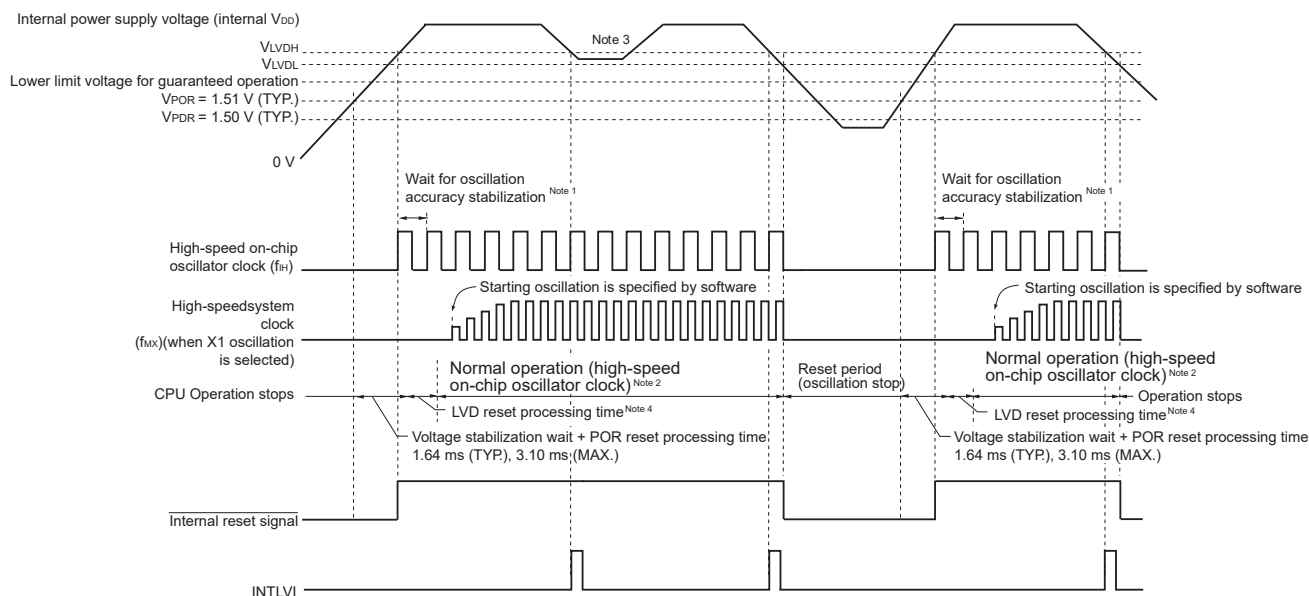 Internal power supply voltage (internal VDD)
Note 3
VLVDH
VLVDL
Lower limit voltage for guaranteed operation
VPOR = 1.51 V (TYP.)
VPDR = 1.50 V (TYP.)
0 V
Wait for oscillation
accuracy stabilization Note 1
Wait for oscillation
accuracy stabilization Note 1
High-speed on-chip
oscillator clock (fIH)
Starting oscillation is specified by software
Starting oscillation is specified by software
High-speedsystem
clock
(fMX)(when X1 oscillation
is selected)
Normal operation (high-speed
on-chip oscillator clock) Note 2
Reset period
(oscillation stop)
Normal operation (high-speed
on-chip oscillator clock) Note 2
CPU Operation stops
Operation stops
LVD reset processing time Note 4
LVD reset processing time Note 4
Voltage stabilization wait + POR reset processing time
1.64 ms (TYP.), 3.10 ms (MAX.)
Voltage stabilization wait + POR reset processing time
1.64 ms (TYP.), 3.10 ms (MAX.)
Internal reset signal
INTLVI